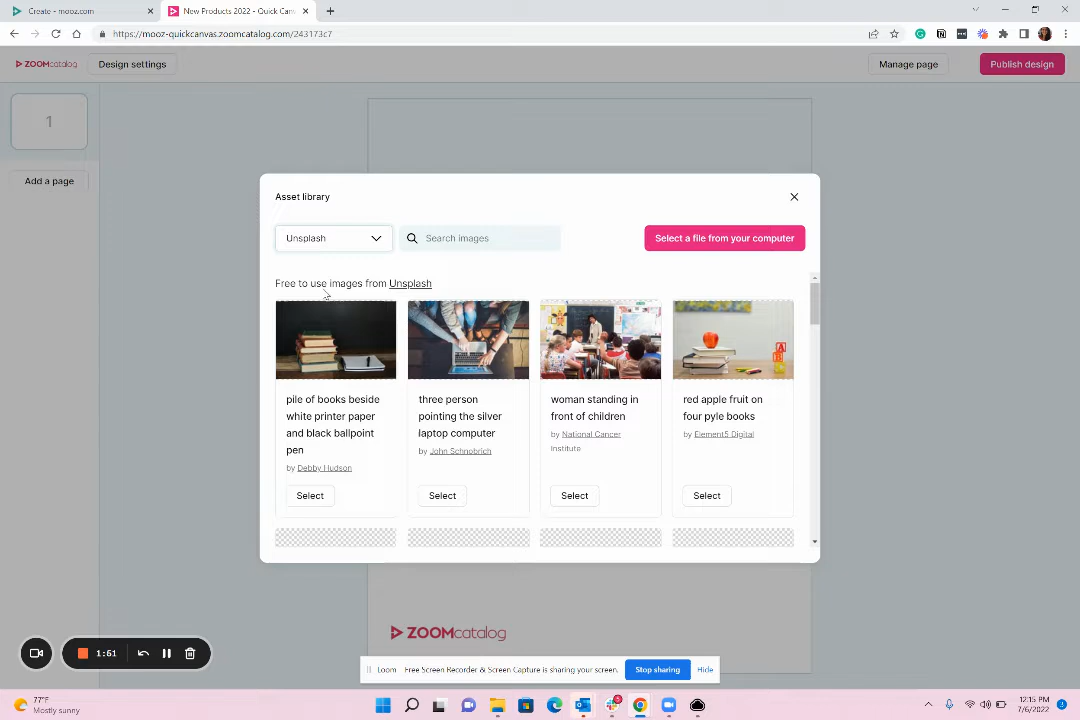 Create - mooz.com
New Products 2022 - Quick Canv
https://mooz-quickcanvas.zoomcatalog.com/243173c7
ZOOMcatalog
Design settings
Manage page
Publish design
1
Add a page
Asset library
Unsplash
Search images
Select a file from your computer
Free to use images from Unsplash
pile of books beside
white printer paper
and black ballpoint
pen
by Debby Hudson
Select
three person
pointing the silver
laptop computer
by John Schnobrich
Select
woman standing in
front of children
by National Cancer
Institute
Select
red apple fruit on
four pyle books
by Element5 Digital
Select
ZOOMcatalog
1:51
Loom Free Screen Recorder & Screen Capture is sharing your screen.
Stop sharing
Hide
77°F
Mostly sunny
12:15 PM
7/6/2022